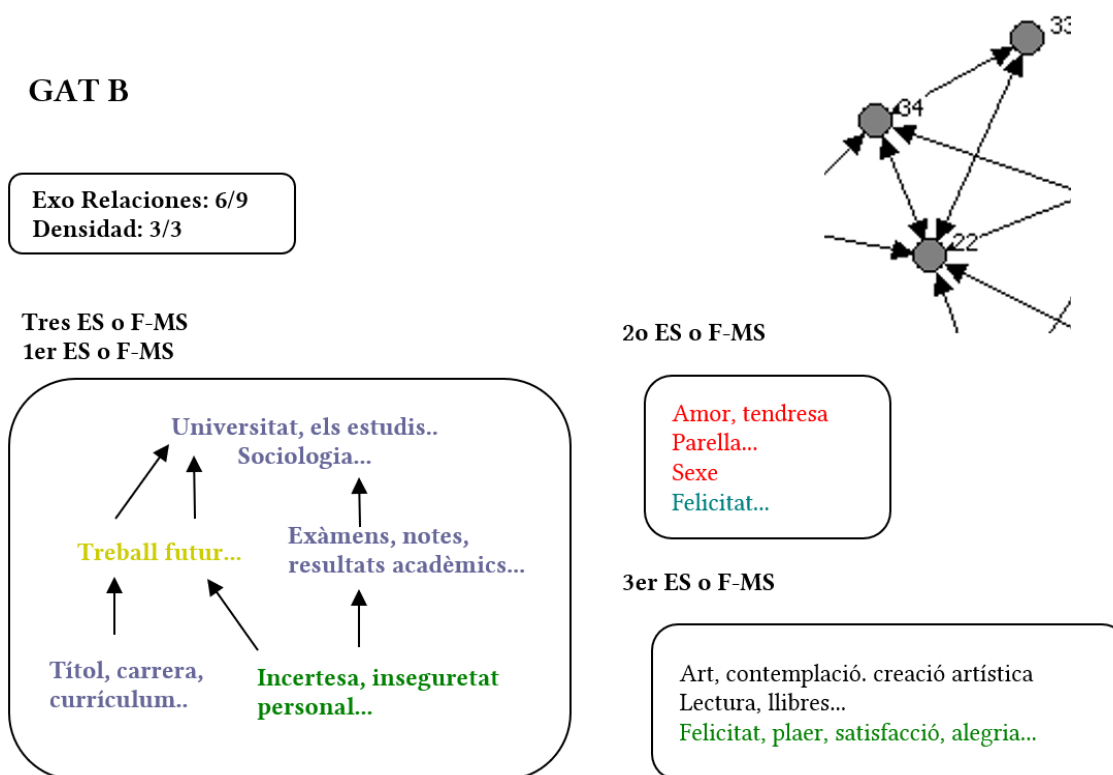 GAT B
33
34
22
Exo Relaciones: 6/9
Densidad: 3/3
Tres ES o F-MS
1er ES o F-MS
Universitat, els estudis..
Sociologia...
Treball futur...
Exàmens, notes,
resultats acadèmics...
Títol, carrera,
currículum..
Incertesa, inseguretat
personal...
2o ES o F-MS
Amor, tendresa
Parella...
Sexe
Felicitat...
3er ES o F-MS
Art, contemplació. creació artística
Lectura, llibres...
Felicitat, plaer, satisfacció, alegria...